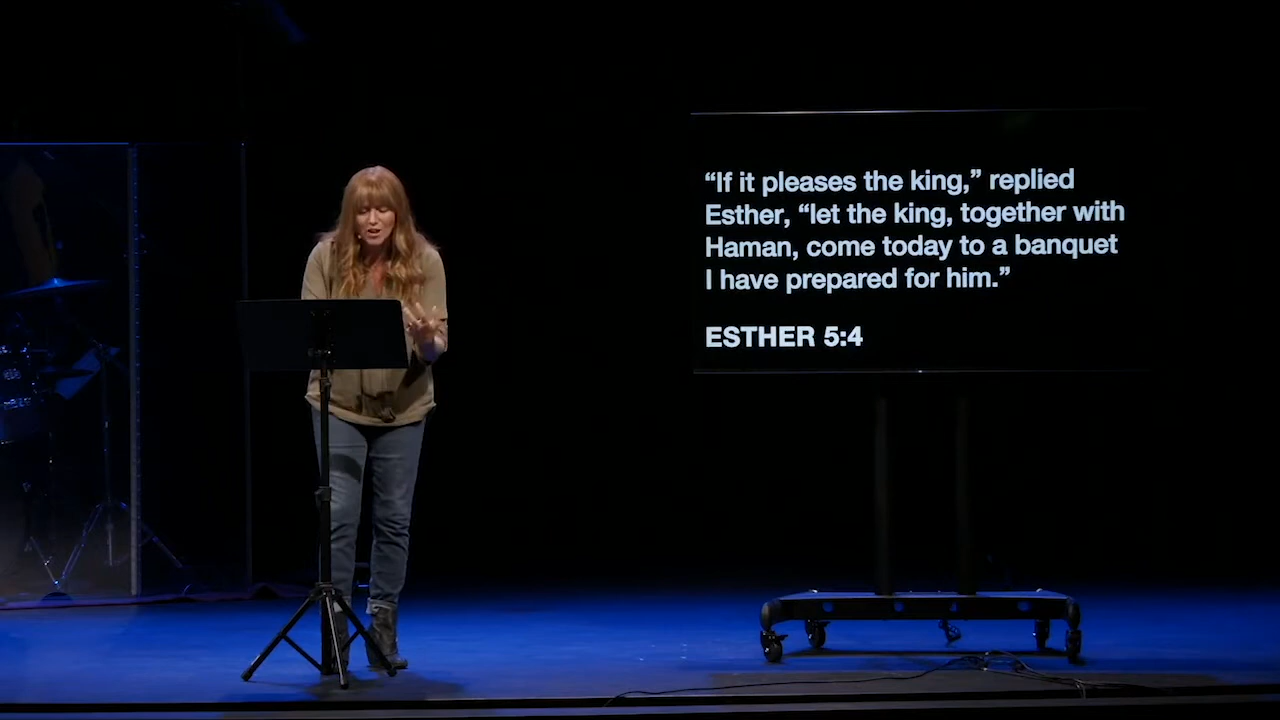 “If it pleases the king,” replied
Esther, “let the king, together with
Haman, come today to a banquet
I have prepared for him.”
ESTHER 5:4